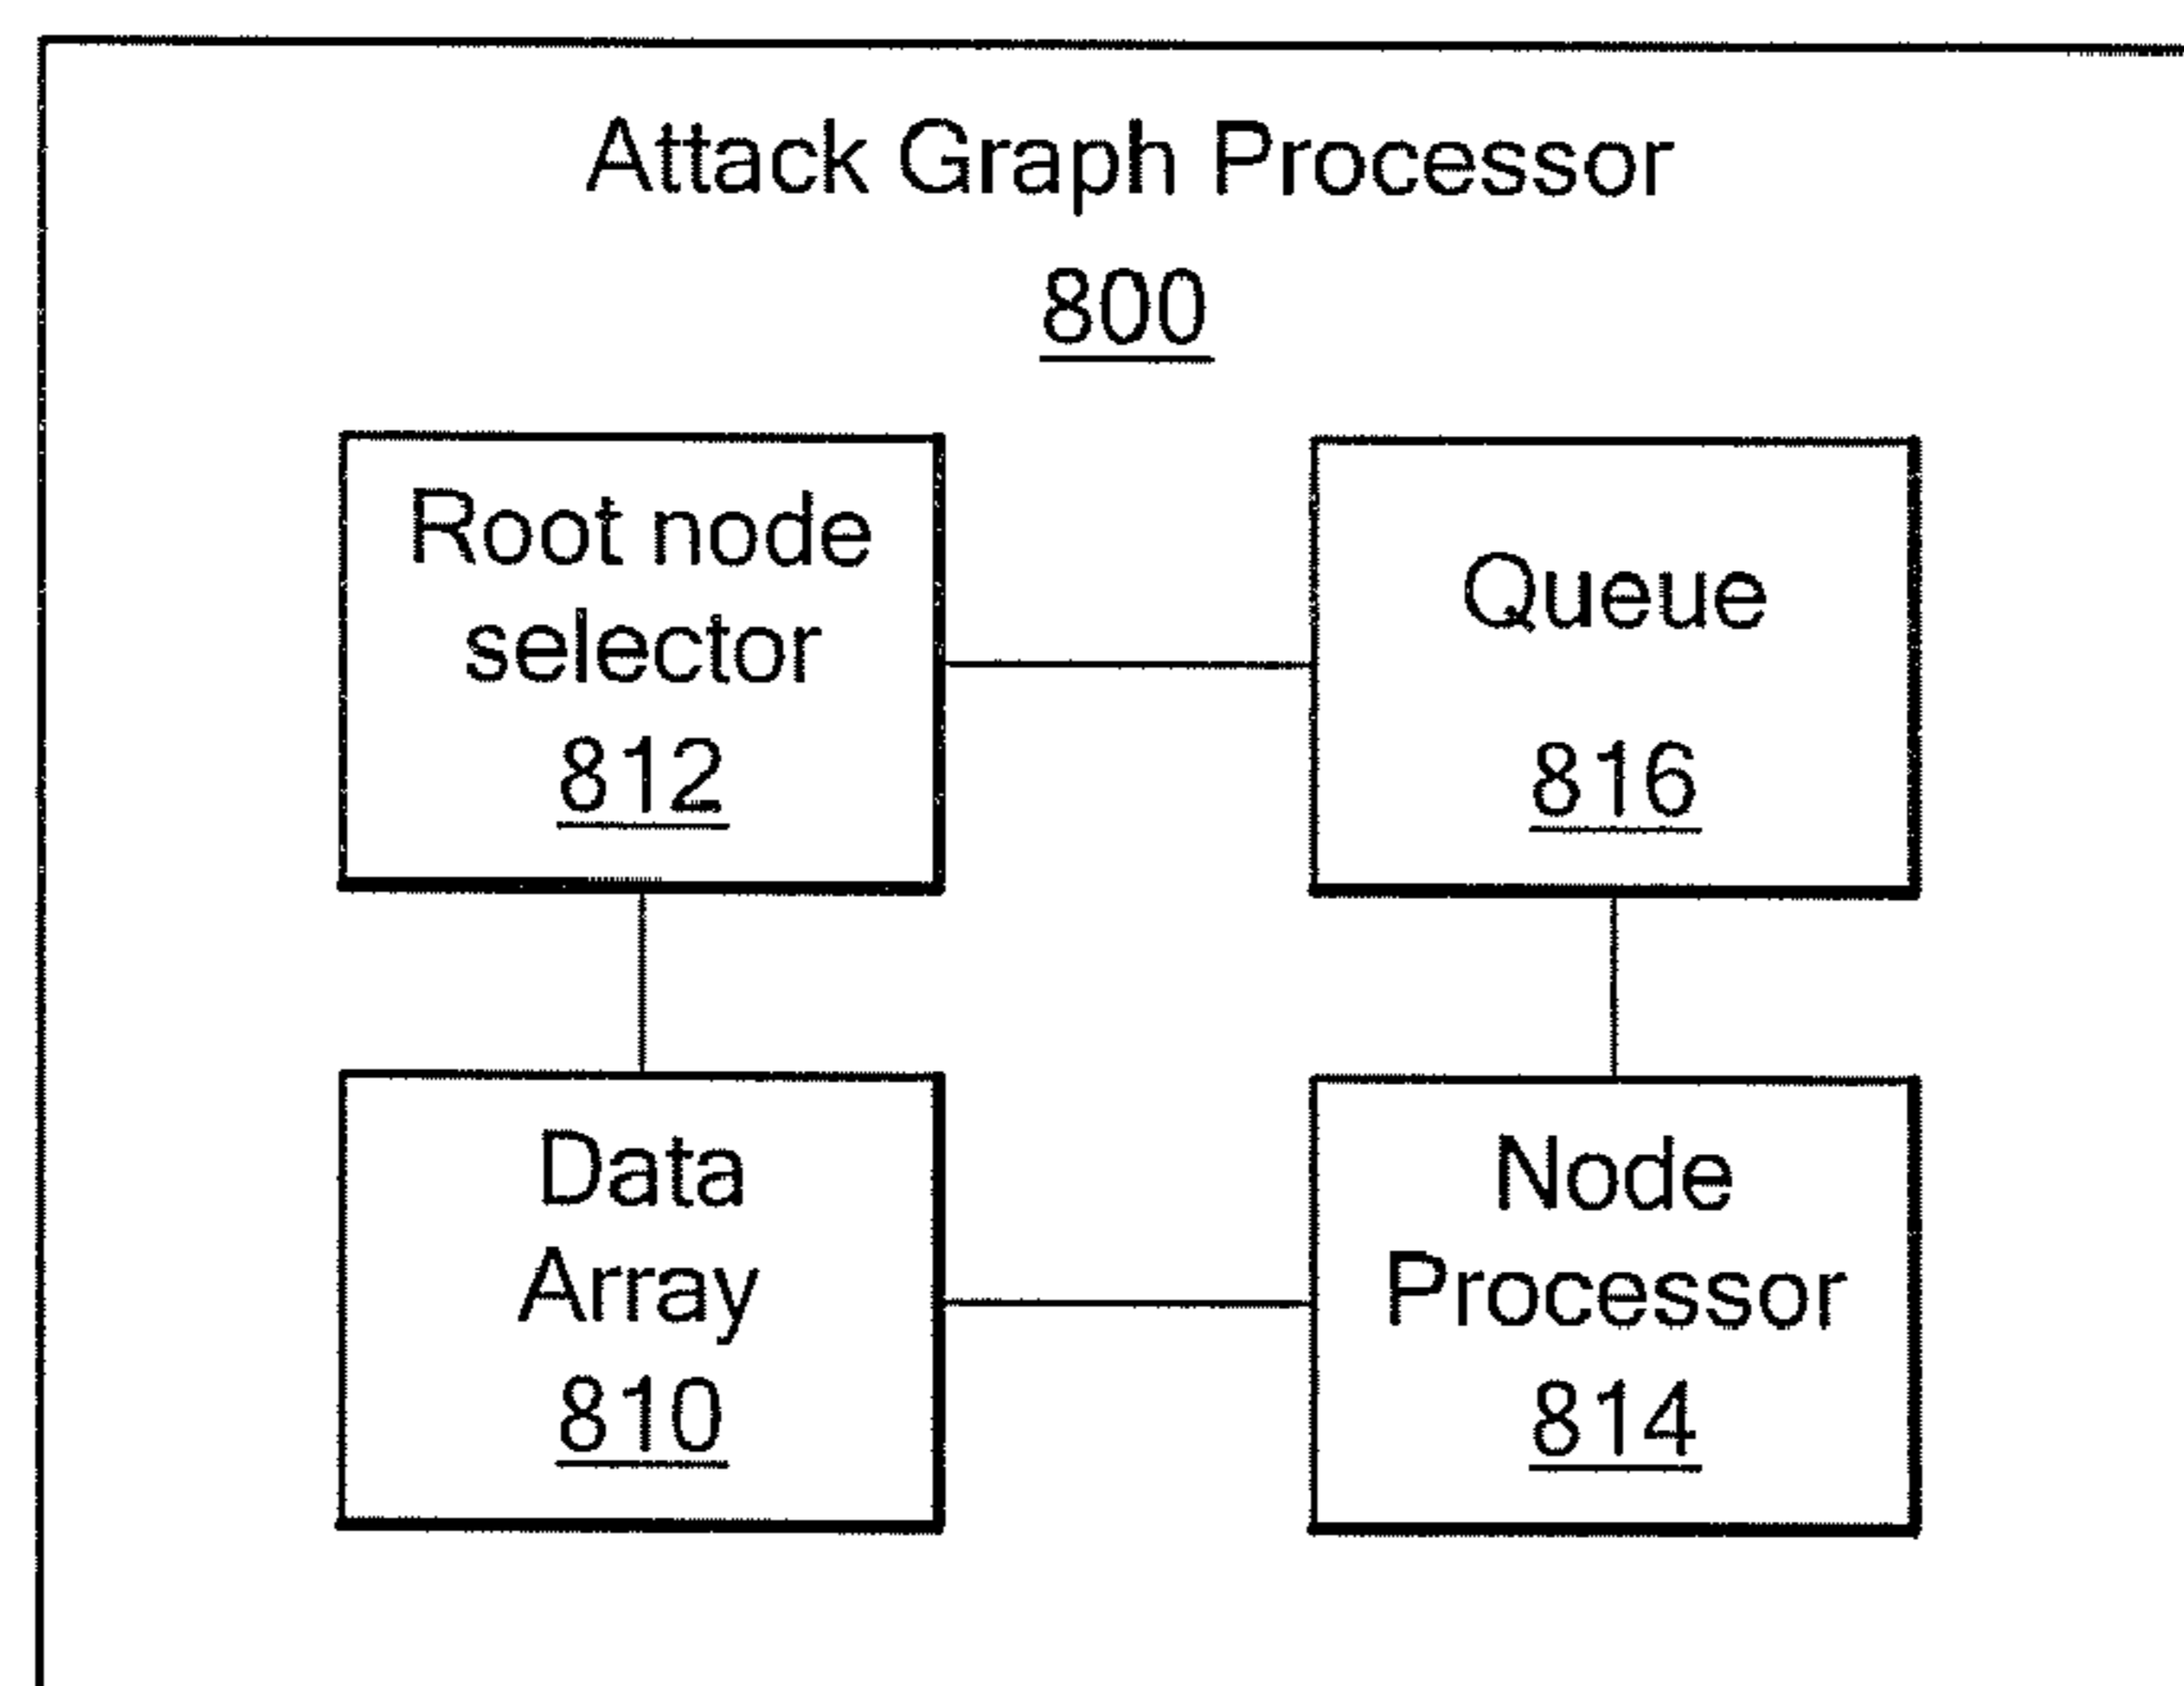 Attack Graph Processor
800
Root node
selector
812
Queue
816
Data
Array
810
Node
Processor
814